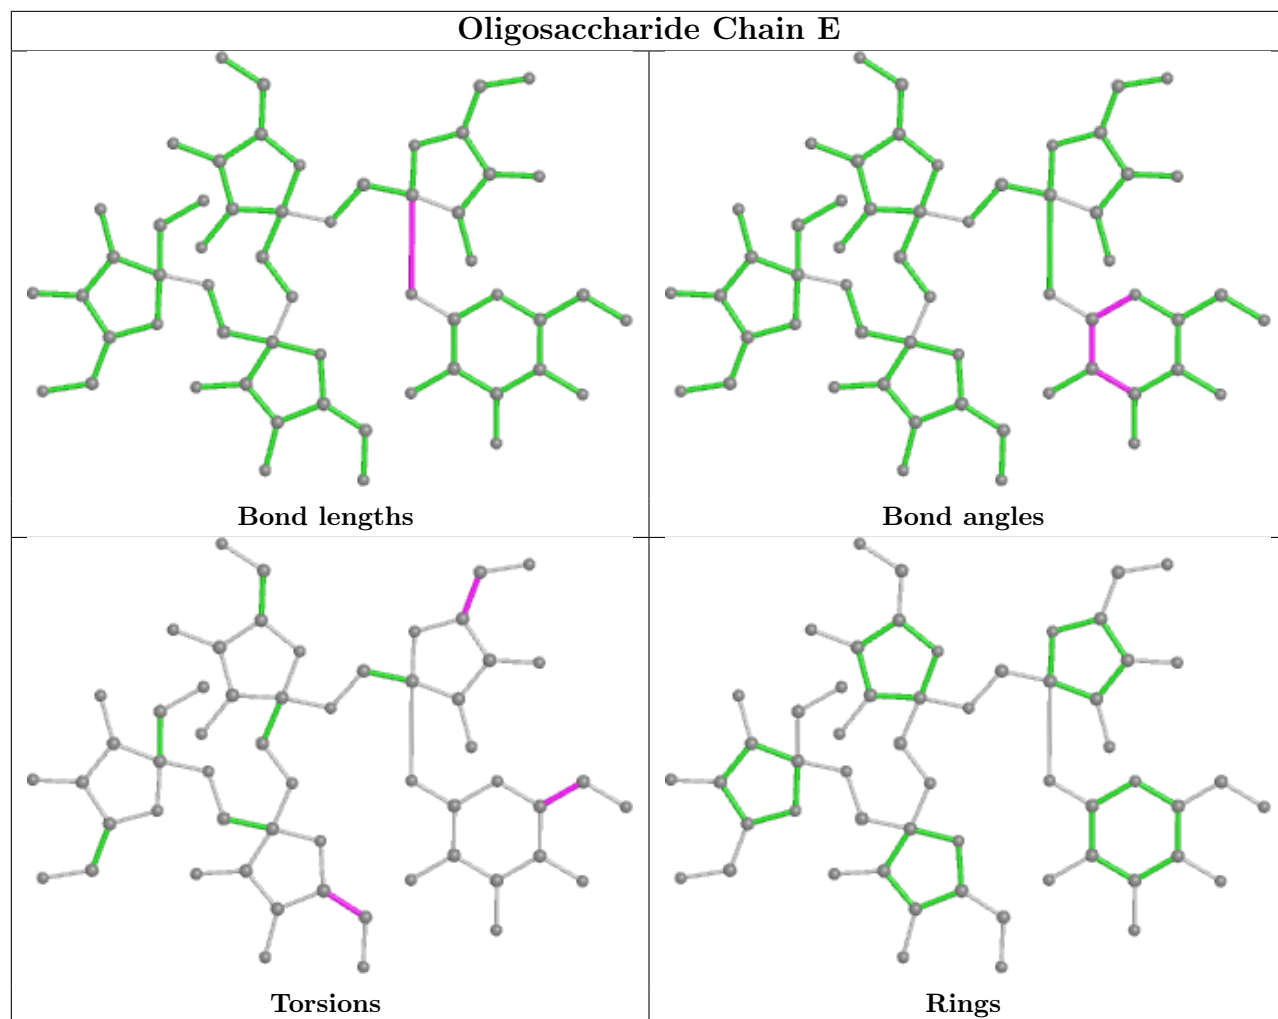 Oligosaccharide Chain E
Bond lengths
Bond angles
Torsions
Rings